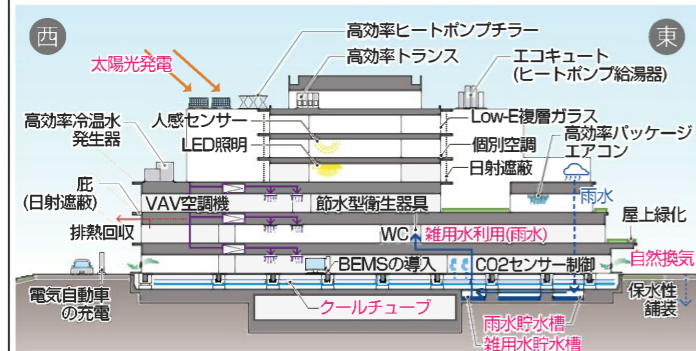 西
東
高効率ヒートポンプチラー
高効率トランス
エコキュート
(ヒートポンプ給湯器)
太陽光発電
人感センサー
Low-E複層ガラス
高効率冷温水
発生器
LED照明
個別空調
高効率パッケージ
エアコン
日射遮蔽
庇
(日射遮蔽)
VAV空調機
節水型衛生器具
雨水
屋上緑化
排熱回収
WC
雑用水利用(雨水)
自然換気
BEMSの導入
CO2センサー制御
電気自動車
の充電
クールチューブ
保水性
舗装
雨水貯水槽
雑用水貯水槽